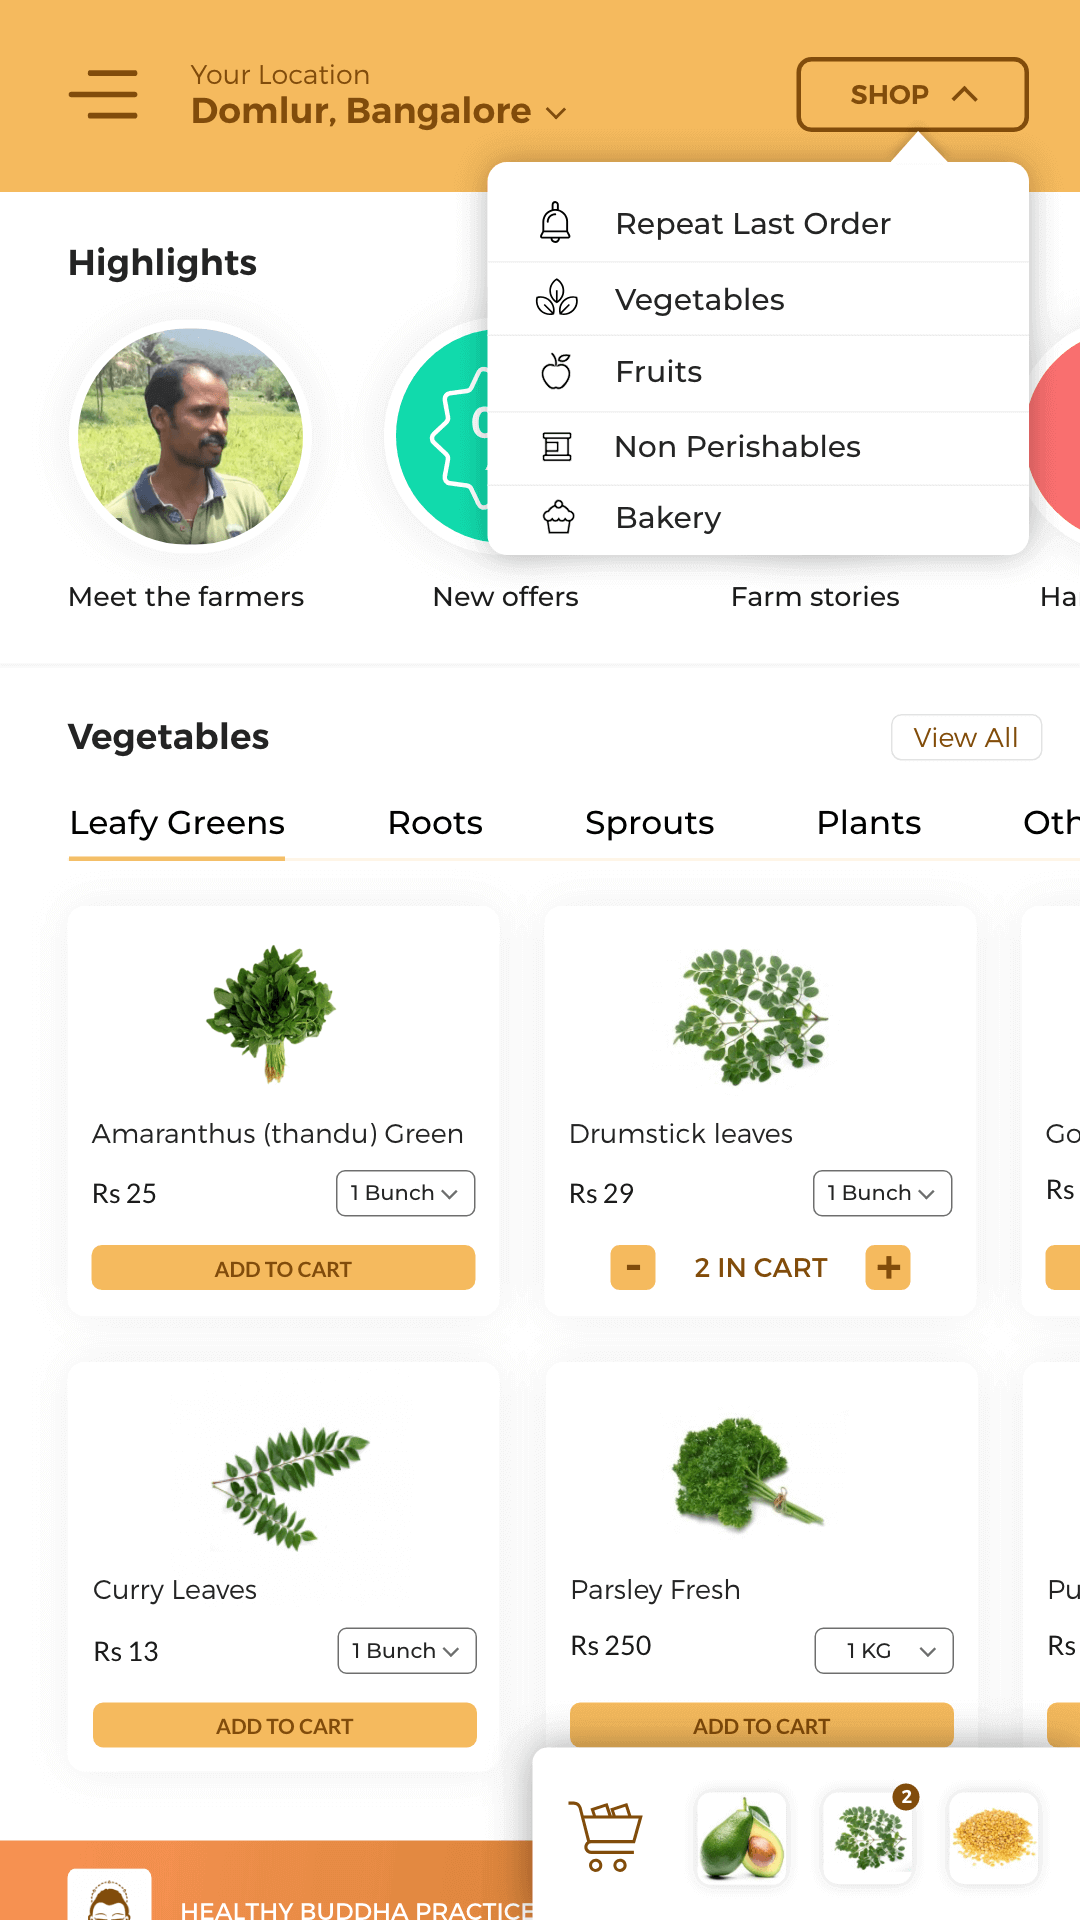 Your Location
Domlur, Bangalore
SHOP
Repeat Last Order
Vegetables
Fruits
Non Perishables
Bakery
Highlights
Meet the farmers
New offers
Farm stories
Ha
Vegetables
View All
Leafy Greens
Roots
Sprouts
Plants
Oth
Amaranthus (thandu) Green
Rs 25
1 Bunch
ADD TO CART
Drumstick leaves
Rs 29
1 Bunch
- 2 IN CART +
Go
Rs
Curry Leaves
Rs 13
1 Bunch
ADD TO CART
Parsley Fresh
Rs 250
1 KG
ADD TO CART
Pu
Rs
2
HEALTHY BUDDHA PRACTICE